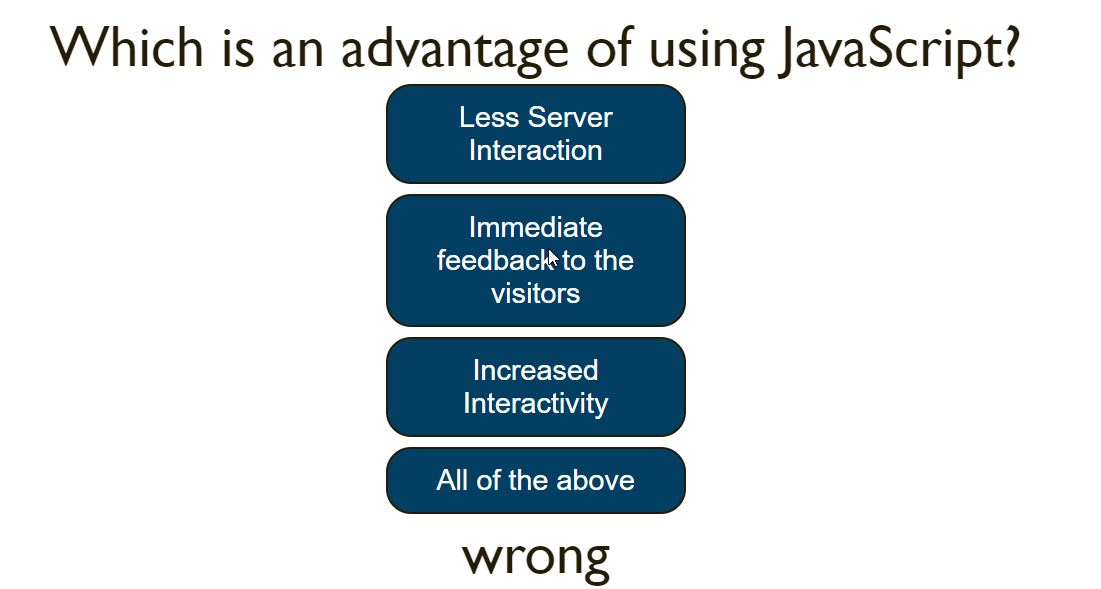 Which is an advantage of using JavaScript?
Less Server
Interaction
Immediate
feedback to the
visitors
Increased
Interactivity
All of the above
wrong